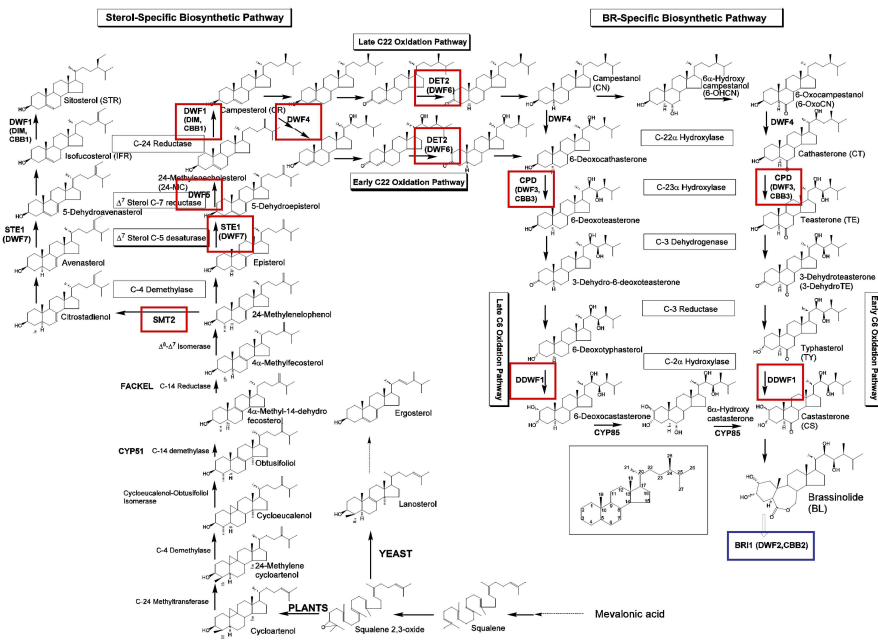 Sterol-Specific Biosynthetic Pathway
BR-Specific Biosynthetic Pathway
Late C22 Oxidation Pathway
Early C22 Oxidation Pathway
Sitosterol (STR)
DWF1
(DIM,
CBB1)
Isofucosterol (IFR)
5-Dehydroavenasterol
STE1
(DWF7)
Avenasterol
Citrostadienol
SMT2
Campesterol (CR)
DWF1
(DIM,
CBB1)
C-24 Reductase
24-Methylenecholesterol
(24-MC)
DWF5
Δ⁷ Sterol C-7 reductase
5-Dehydroepisterol
STE1
(DWF7)
Δ⁷ Sterol C-5 desaturase
Episterol
C-4 Demethylase
24-Methylenelophenol
Δ⁸-Δ⁷ Isomerase
4α-Methylfecosterol
FACKEL
C-14 Reductase
4α-Methyl-14-dehydro
fecosterol
CYP51
C-14 demethylase
Obtusifoliol
Cycloeucalenol-Obtusifoliol
Isomerase
Cycloeucalenol
C-4 Demethylase
24-Methylene
cycloartenol
C-24 Methyltransferase
Cycloartenol
PLANTS
Squalene 2,3-oxide
Squalene
Mevalonic acid
YEAST
Lanosterol
Ergosterol
DWF4
DET2
(DWF6)
DET2
(DWF6)
Campestanol
(CN)
6α-Hydroxy
campestanol
(6-OHCN)
6-Oxocampestanol
(6-OxoCN)
DWF4
DWF4
C-22α Hydroxylase
6-Deoxocathasterone
Cathasterone (CT)
CPD
(DWF3,
CBB3)
C-23α Hydroxylase
CPD
(DWF3,
CBB3)
6-Deoxoteasterone
Teasterone (TE)
C-3 Dehydrogenase
3-Dehydro-6-deoxoteasterone
3-Dehydroteasterone
(3-DehydroTE)
C-3 Reductase
Late C6 Oxidation Pathway
Early C6 Oxidation Pathway
6-Deoxotyphasterol
Typhasterol
(TY)
C-2α Hydroxylase
DDWF1
DDWF1
6-Deoxocastasterone
CYP85
6α-Hydroxy
castasterone
CYP85
Castasterone
(CS)
Brassinolide
(BL)
BRI1 (DWF2,CBB2)